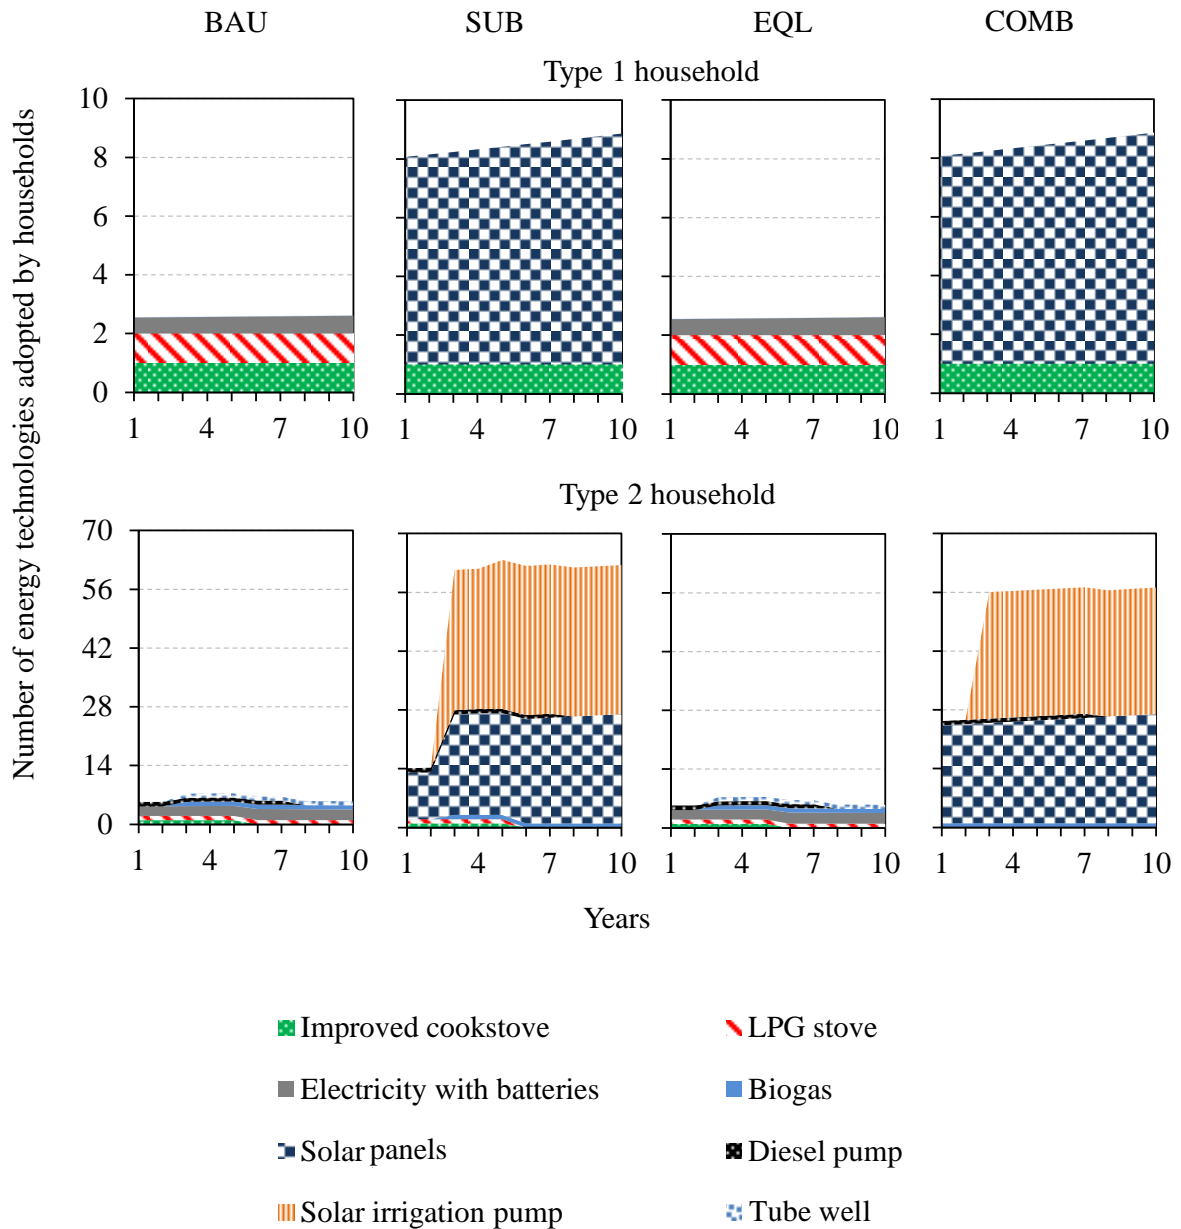 BAU SUB EQL COMB
Type 1 household
Number of energy technologies adopted by households
10
8
6
4
2
0
1 4 7 10 1 4 7 10 1 4 7 10 1 4 7 10
Type 2 household
70
56
42
28
14
0
1 4 7 10 1 4 7 10 1 4 7 10 1 4 7 10
Years
Improved cookstove LPG stove
Electricity with batteries Biogas
Solar panels Diesel pump
Solar irrigation pump Tube well